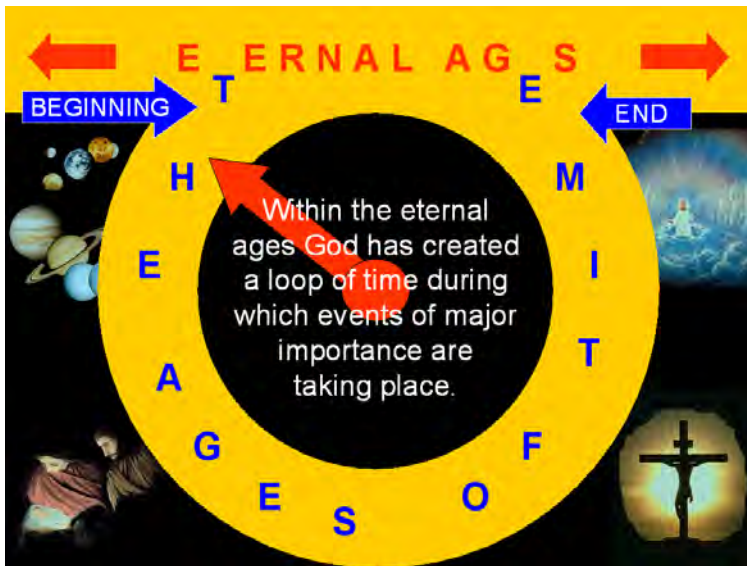 ETERNAL AGES
BEGINNING
END
THE AGES OF TIME
Within the eternal
ages God has created
a loop of time during
which events of major
importance are
taking place.